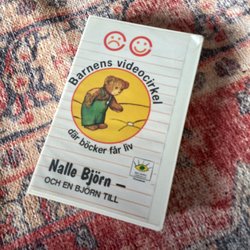 Barnens videocirkel
där böcker får liv
Nalle Björn –
OCH EN BJÖRN TILL